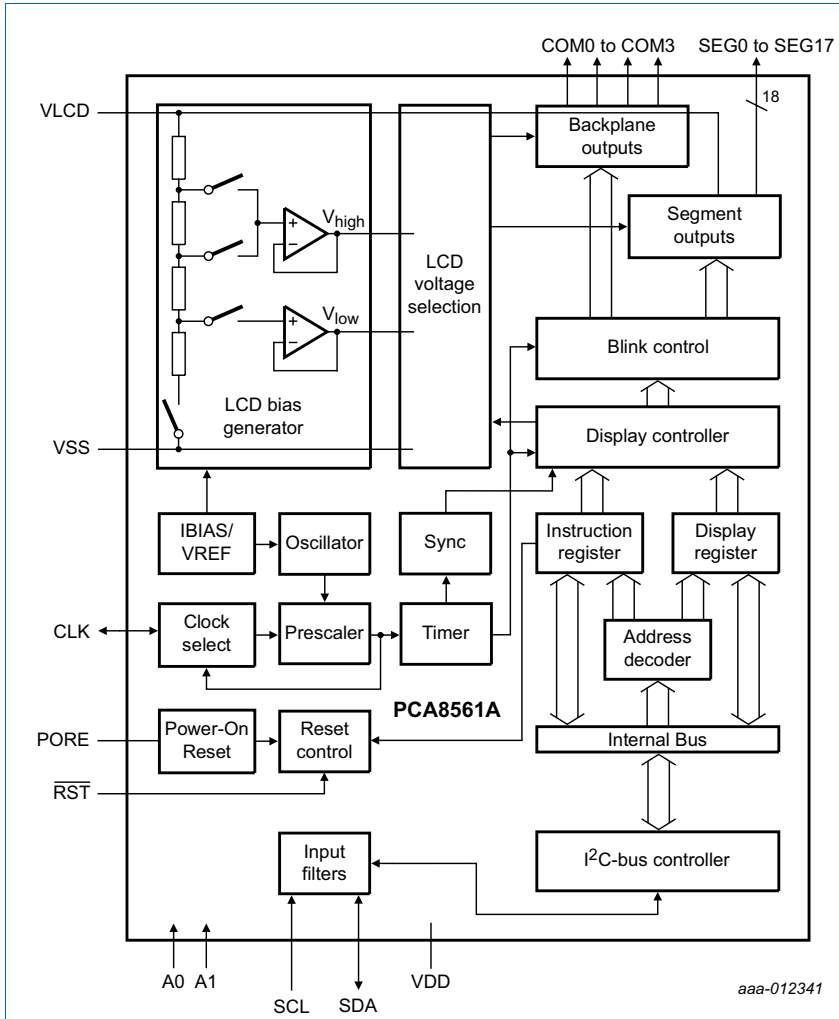 COM0 to COM3
SEG0 to SEG17
18
VLCD
Backplane
outputs
Vhigh
LCD
voltage
selection
Segment
outputs
Vlow
Blink control
LCD bias
generator
VSS
Display controller
IBIAS/
VREF
Oscillator
Sync
Instruction
register
Display
register
CLK
Clock
select
Prescaler
Timer
Address
decoder
PCA8561A
PORE
Power-On
Reset
Reset
control
Internal Bus
RST
Input
filters
I2C-bus controller
A0
A1
SCL
SDA
VDD
aaa-012341
+
−
+
−